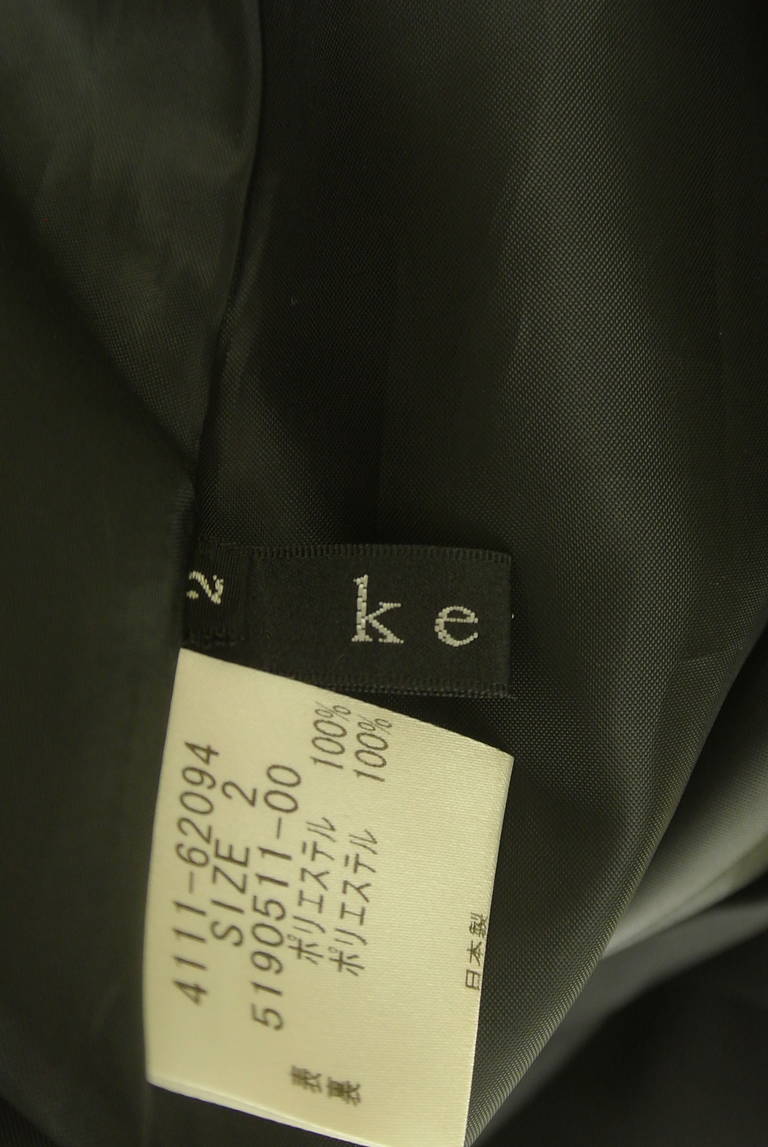 2
k e
4111-62094
SIZE 2
5190511-00
表 ポリエステル 100%
裏 ポリエステル 100%
日本製